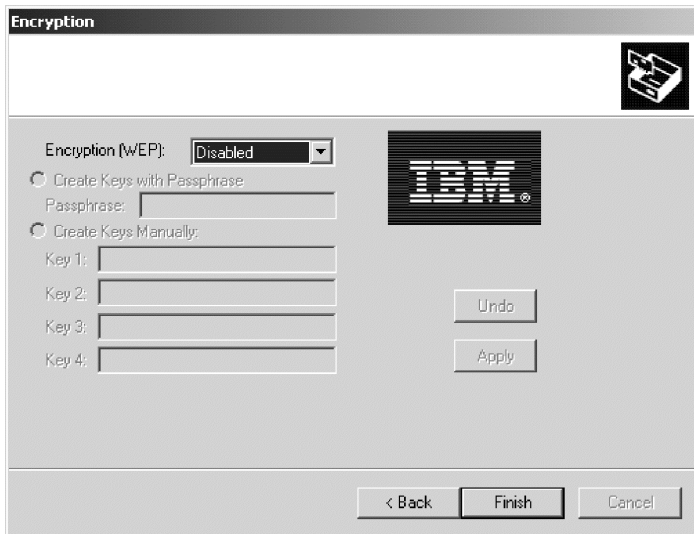 Encryption
Encryption (WEP): Disabled
Create Keys with Passphrase
Passphrase:
Create Keys Manually:
Key 1:
Key 2:
Key 3:
Key 4:
IBM®
Undo
Apply
< Back Finish Cancel